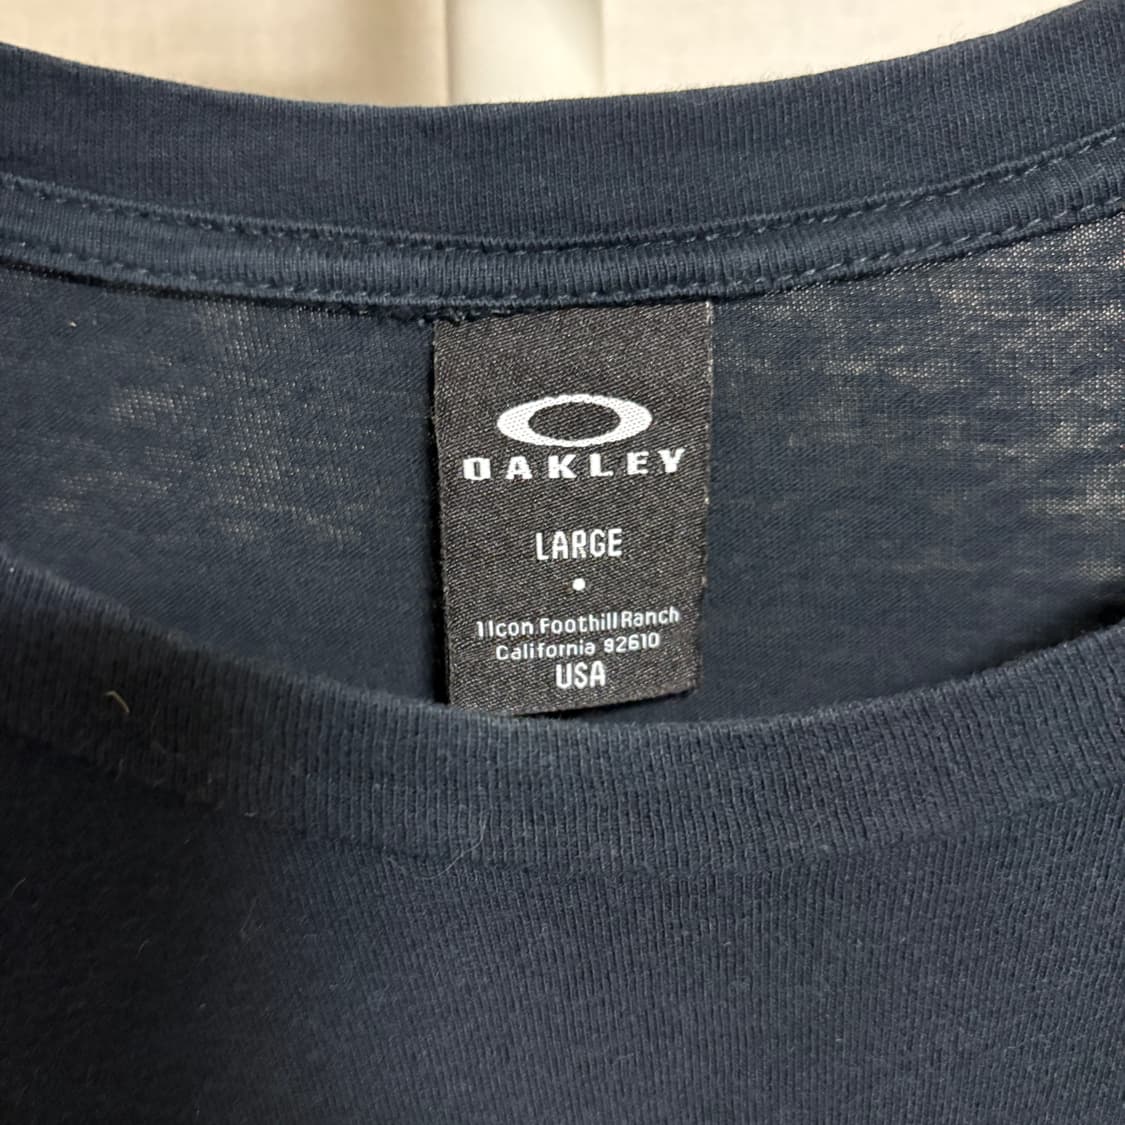 OAKLEY
LARGE
1 Icon Foothill Ranch
California 92610
USA